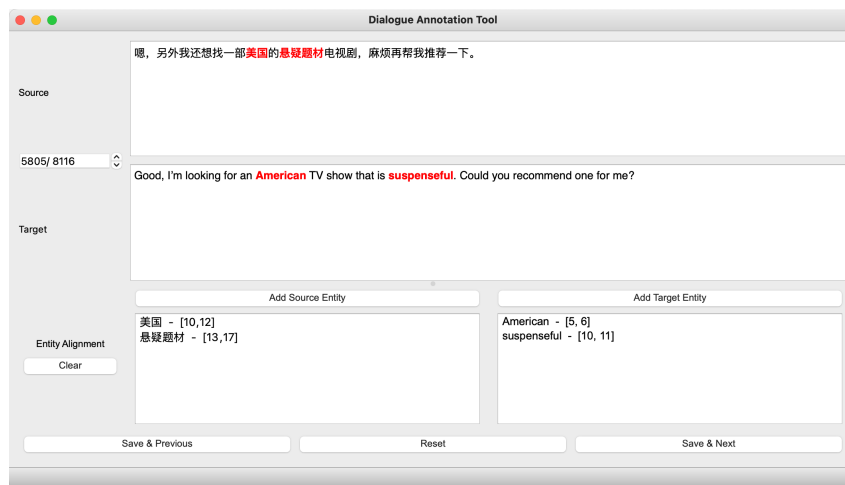 Dialogue Annotation Tool
嗯，另外我还想找一部美国的悬疑题材电视剧，麻烦再帮我推荐一下。
Source
5805/ 8116
Good, I'm looking for an American TV show that is suspenseful. Could you recommend one for me?
Target
Add Source Entity
Add Target Entity
美国 - [10,12]
悬疑题材 - [13,17]
American - [5, 6]
suspenseful - [10, 11]
Entity Alignment
Clear
Save & Previous
Reset
Save & Next